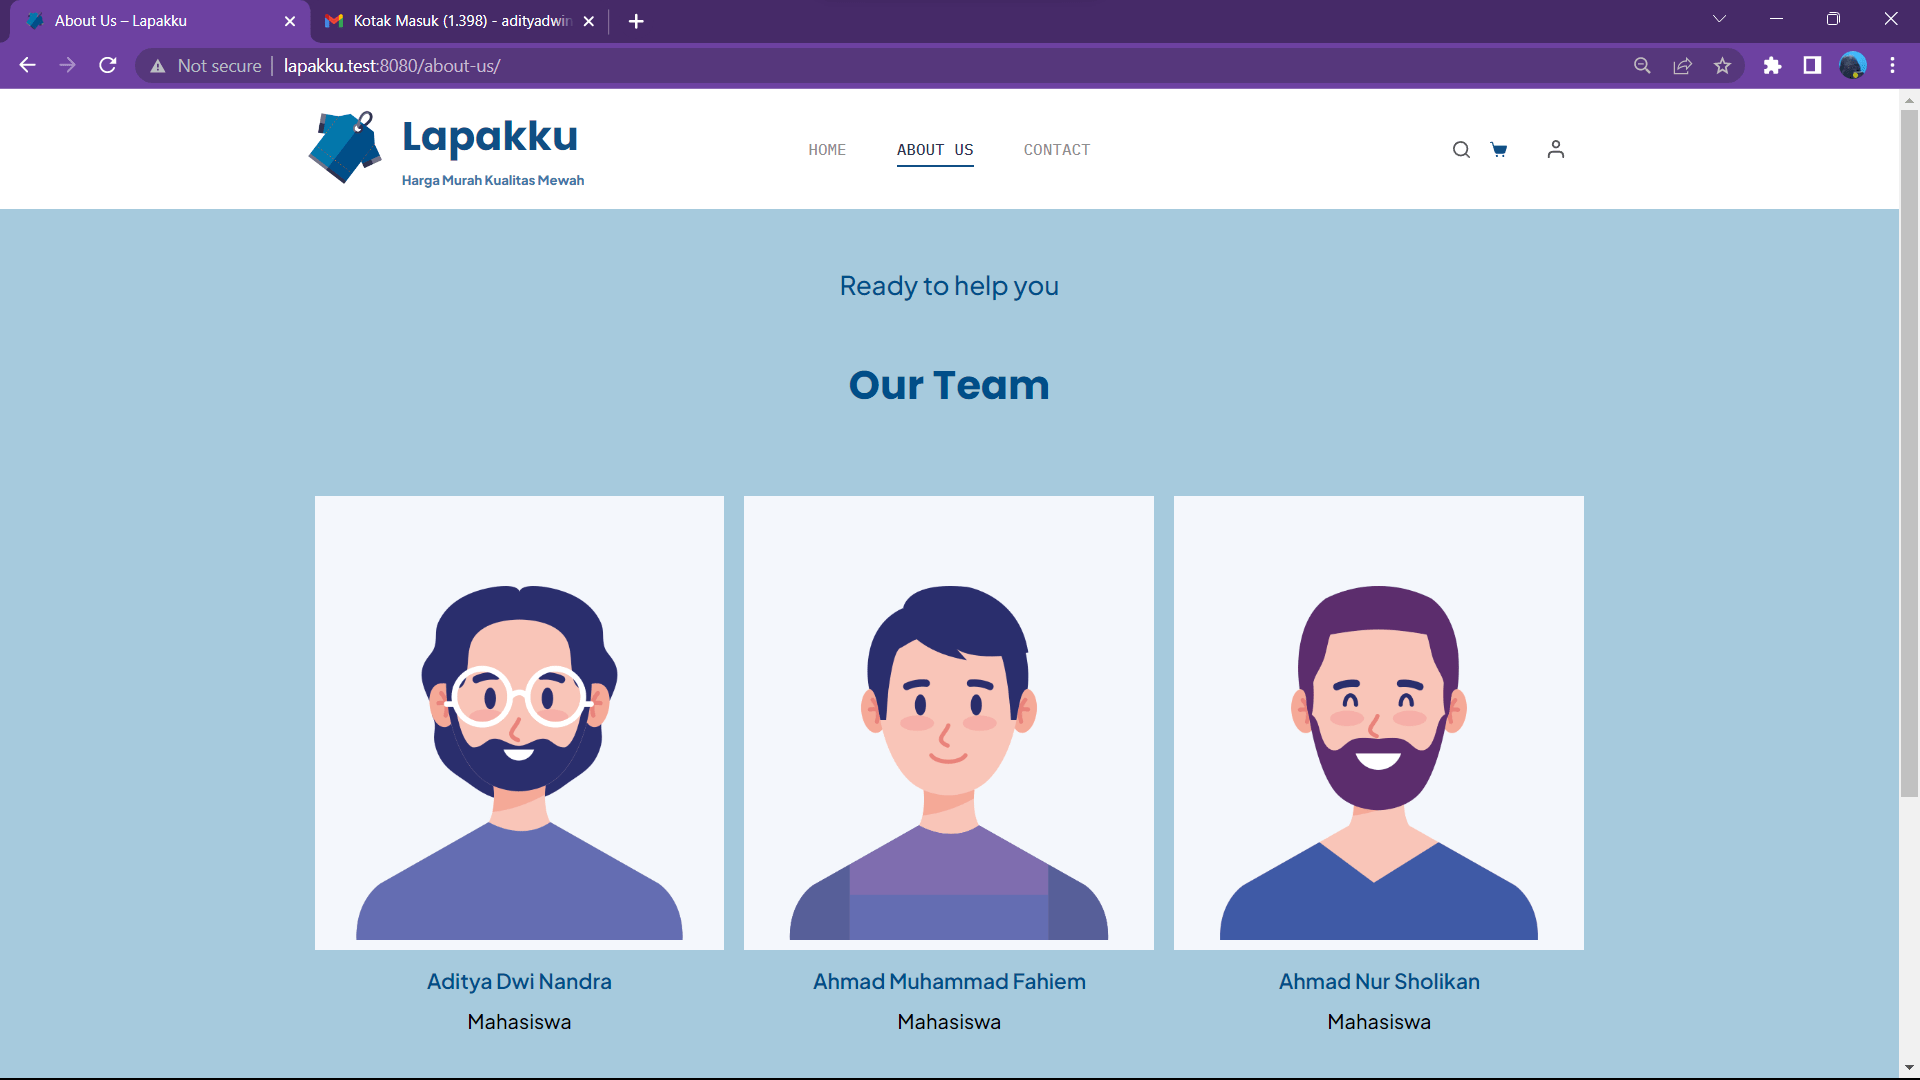 About Us – Lapakku
Kotak Masuk (1.398) - adityadwin
Not secure
lapakku.test:8080/about-us/
Lapakku
Harga Murah Kualitas Mewah
HOME
ABOUT US
CONTACT
Ready to help you
Our Team
Aditya Dwi Nandra
Ahmad Muhammad Fahiem
Ahmad Nur Sholikan
Mahasiswa
Mahasiswa
Mahasiswa